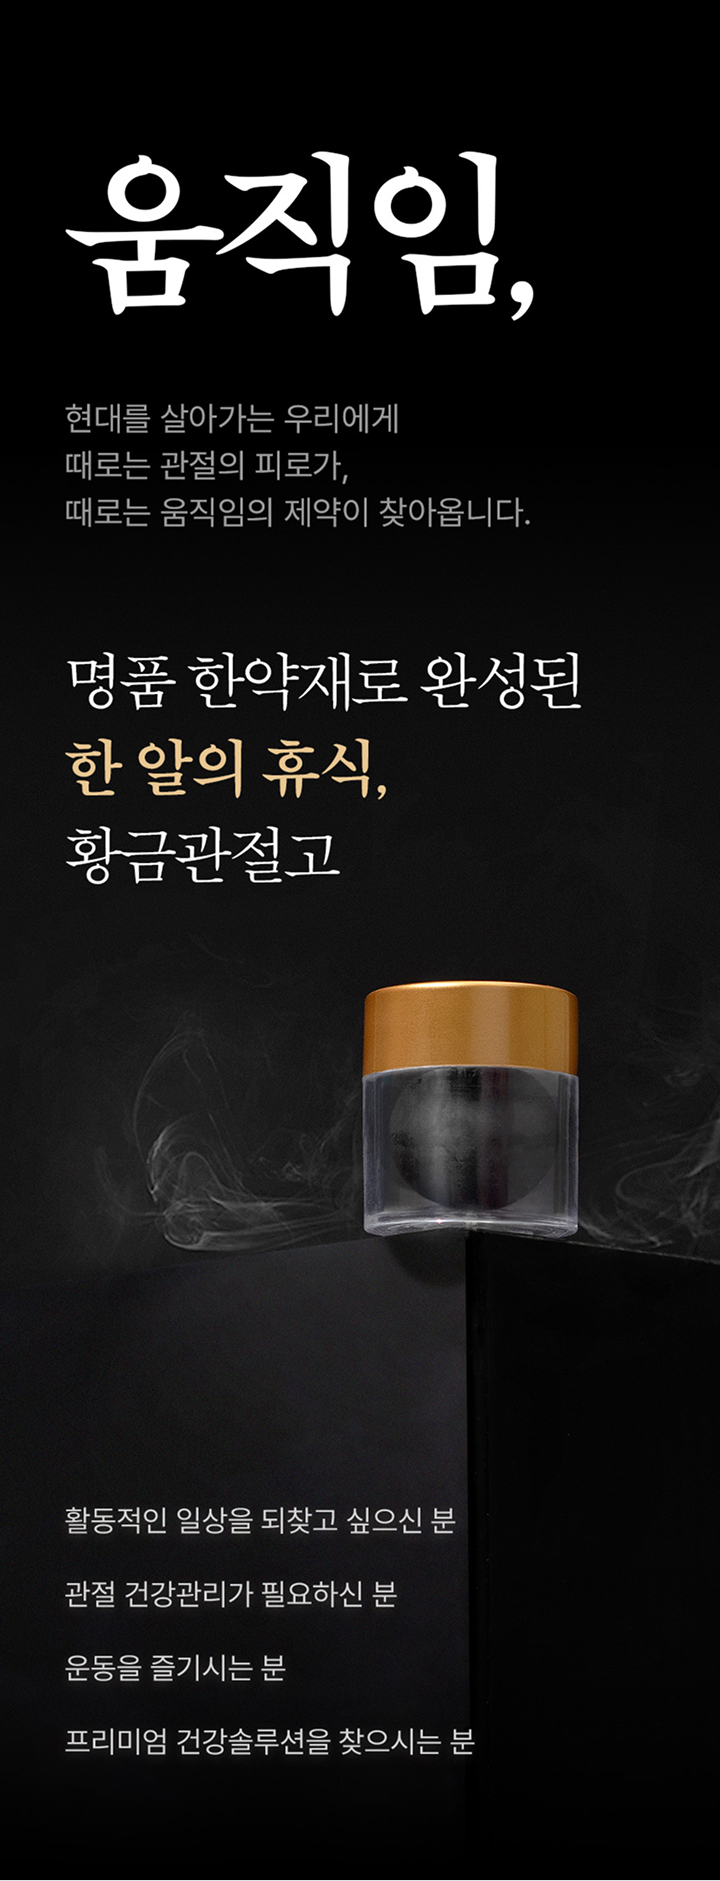 움직임,
현대를 살아가는 우리에게
때로는 관절의 피로가,
때로는 움직임의 제약이 찾아옵니다.
명품 한약재로 완성된
한 알의 휴식,
황금관절고
활동적인 일상을 되찾고 싶으신 분
관절 건강관리가 필요하신 분
운동을 즐기시는 분
프리미엄 건강솔루션을 찾으시는 분